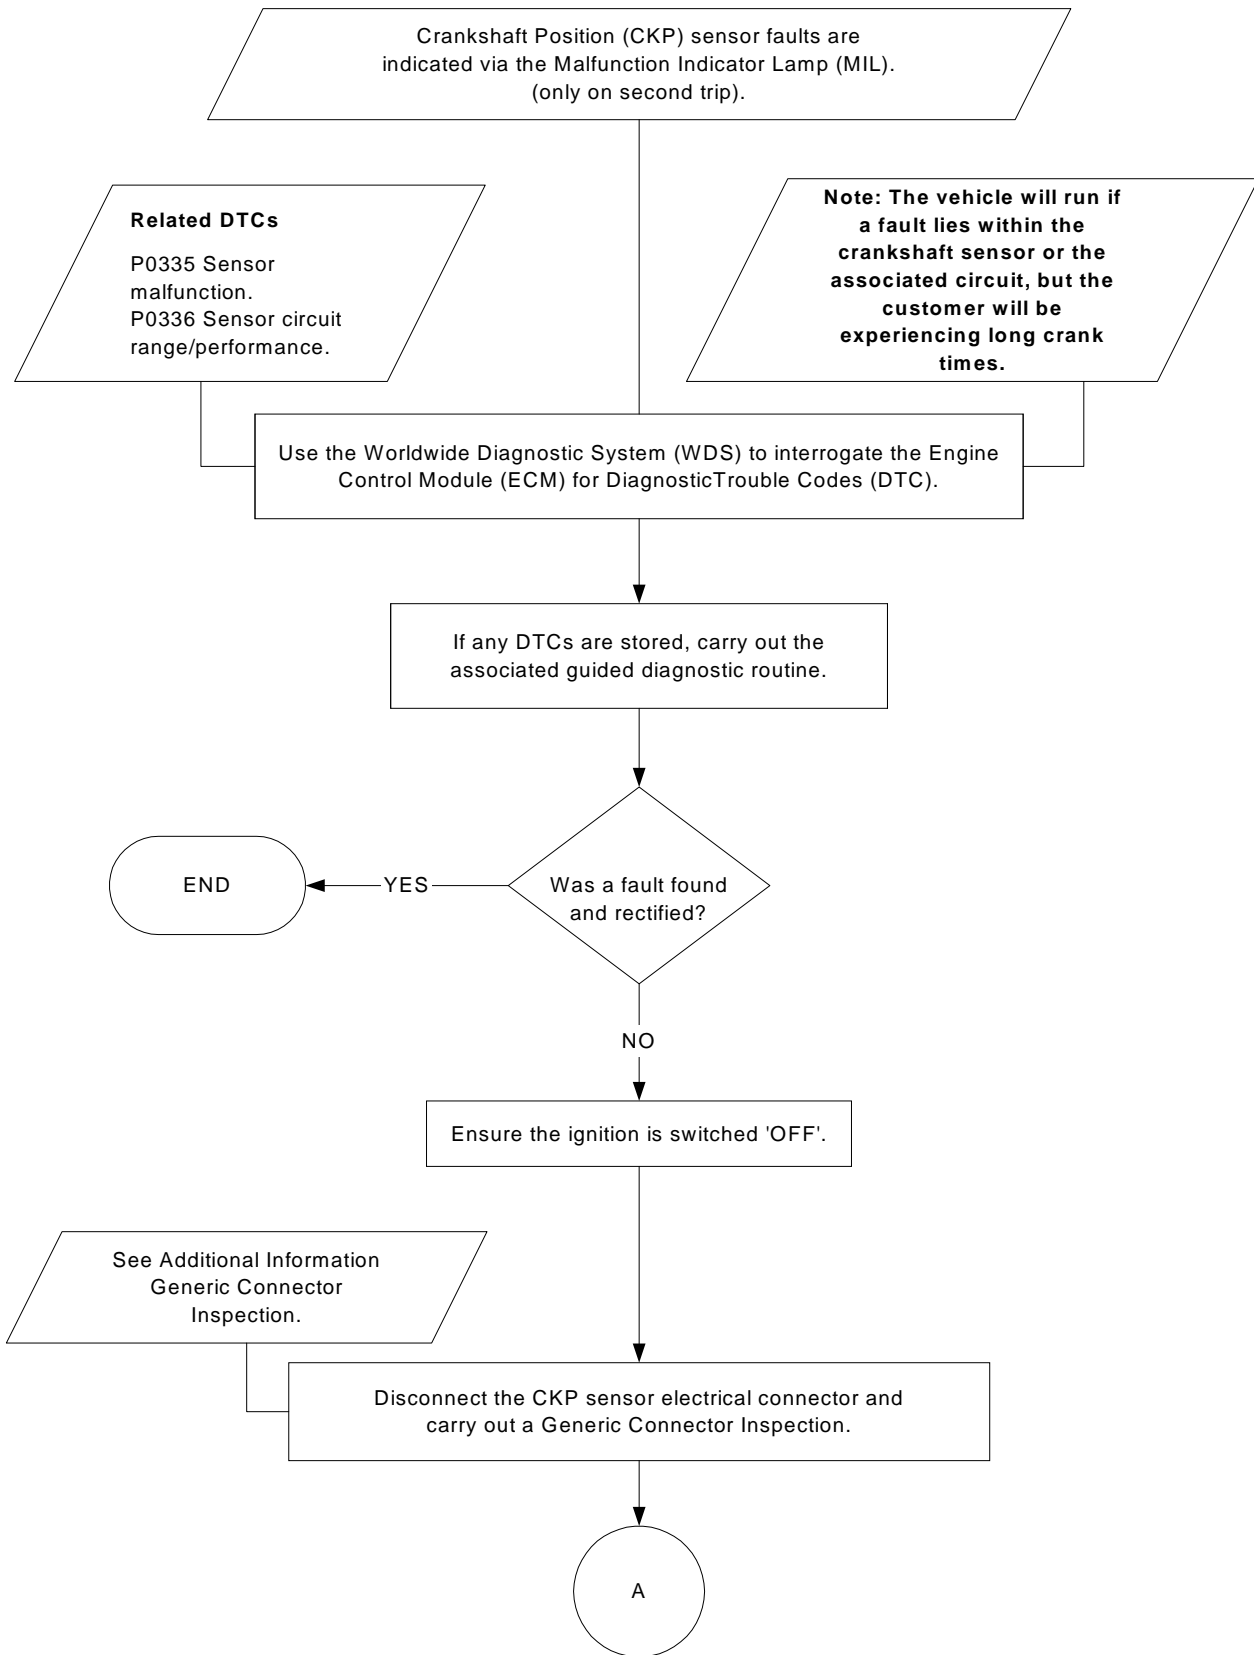 Crankshaft Position (CKP) sensor faults are
indicated via the Malfunction Indicator Lamp (MIL).
(only on second trip).
Related DTCs
P0335 Sensor
malfunction.
P0336 Sensor circuit
range/performance.
Note: The vehicle will run if
a fault lies within the
crankshaft sensor or the
associated circuit, but the
customer will be
experiencing long crank
times.
Use the Worldwide Diagnostic System (WDS) to interrogate the Engine
Control Module (ECM) for DiagnosticTrouble Codes (DTC).
If any DTCs are stored, carry out the
associated guided diagnostic routine.
Was a fault found
and rectified?
YES
END
NO
Ensure the ignition is switched 'OFF'.
See Additional Information
Generic Connector
Inspection.
Disconnect the CKP sensor electrical connector and
carry out a Generic Connector Inspection.
A